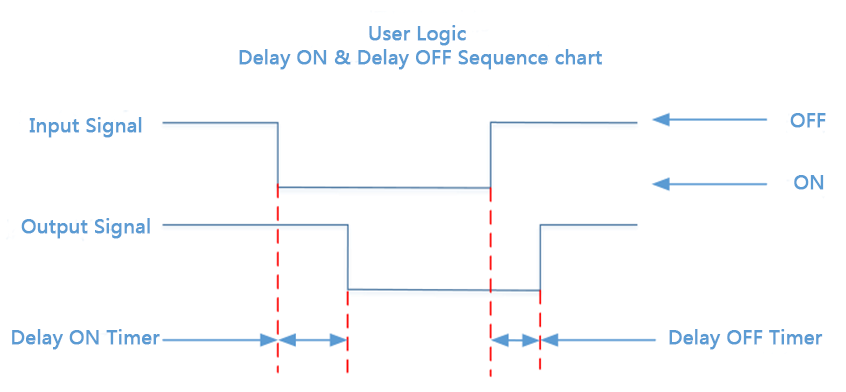 User Logic
Delay ON & Delay OFF Sequence chart
Input Signal
OFF
ON
Output Signal
Delay ON Timer
Delay OFF Timer